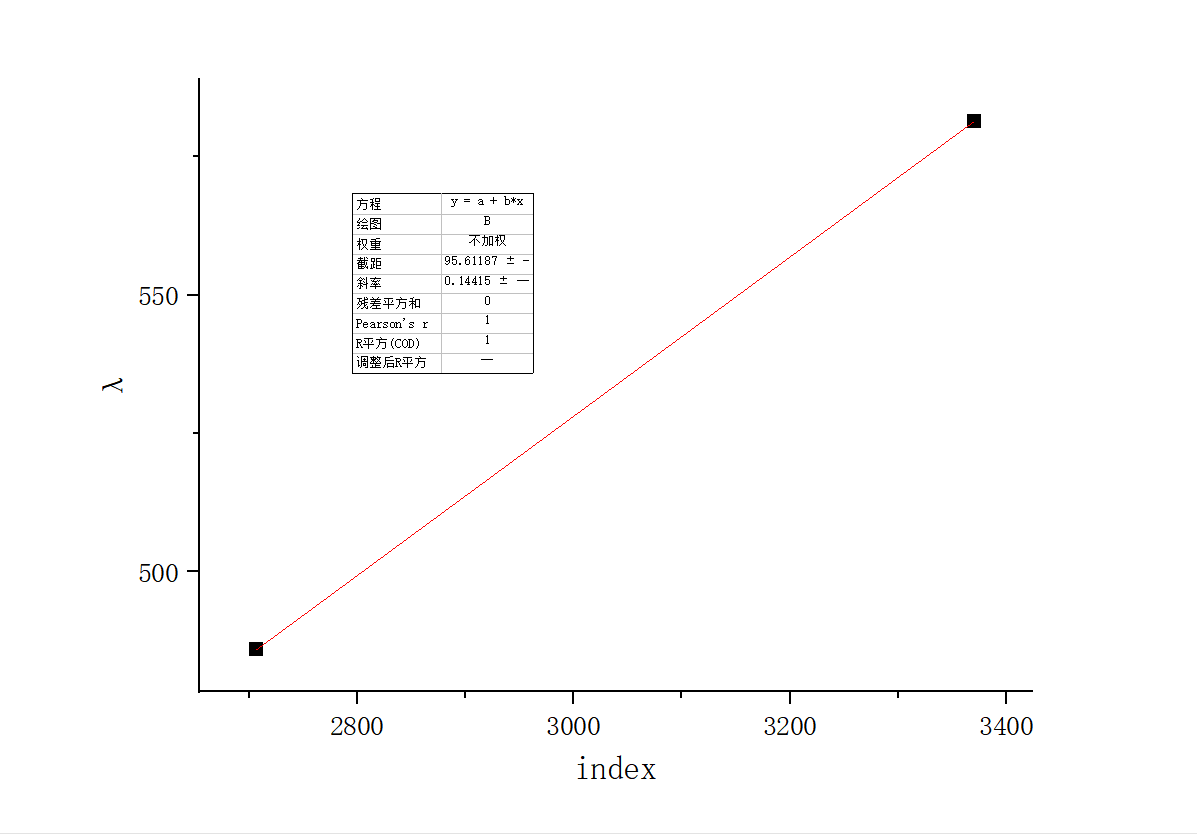 方程 y = a + b*x
绘图 B
权重 不加权
截距 95.61187 ± -
斜率 0.14415 ± —
残差平方和 0
Pearson's r 1
R平方(COD) 1
调整后R平方 —
550
λ
500
2800 3000 3200 3400
index